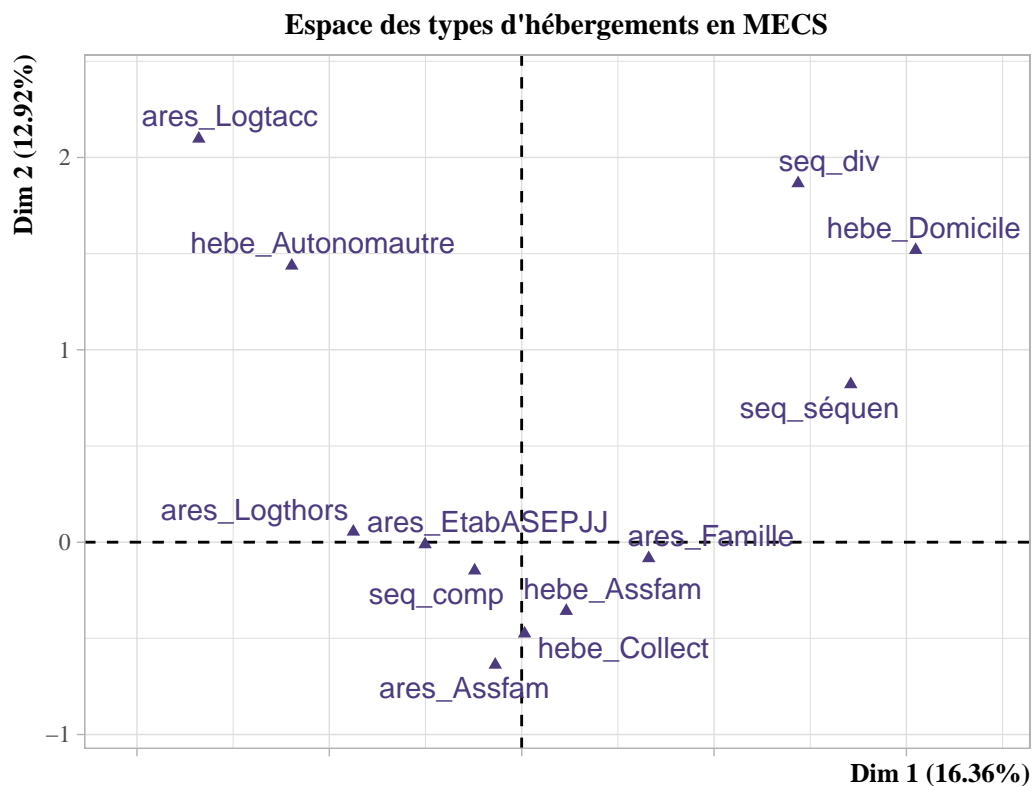 Espace des types d'hébergements en MECS
Dim 2 (12.92%)
ares_Logtacc
2
seq_div
hebe_Domicile
hebe_Autonomautre
1
seq_séquen
ares_Logthors
ares_EtabASEPJJ
ares_Famille
0
hebe_Assfam
seq_comp
hebe_Collect
ares_Assfam
−1
Dim 1 (16.36%)